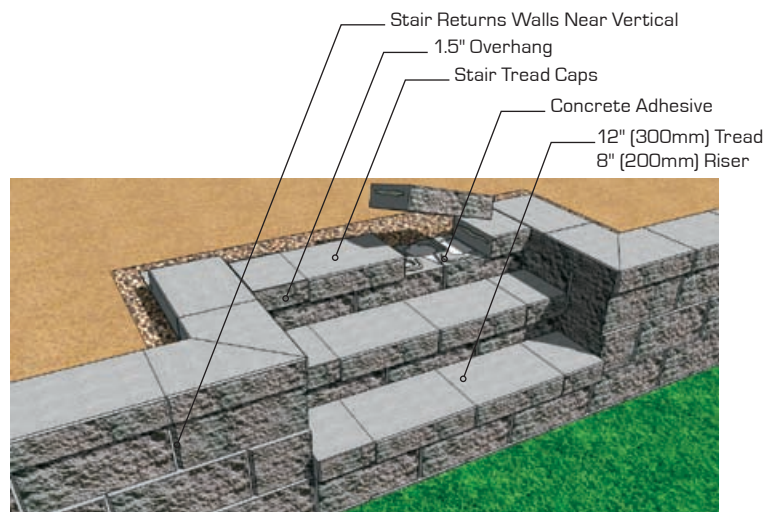 Stair Returns Walls Near Vertical
1.5" Overhang
Stair Tread Caps
Concrete Adhesive
12" (300mm) Tread
8" (200mm) Riser